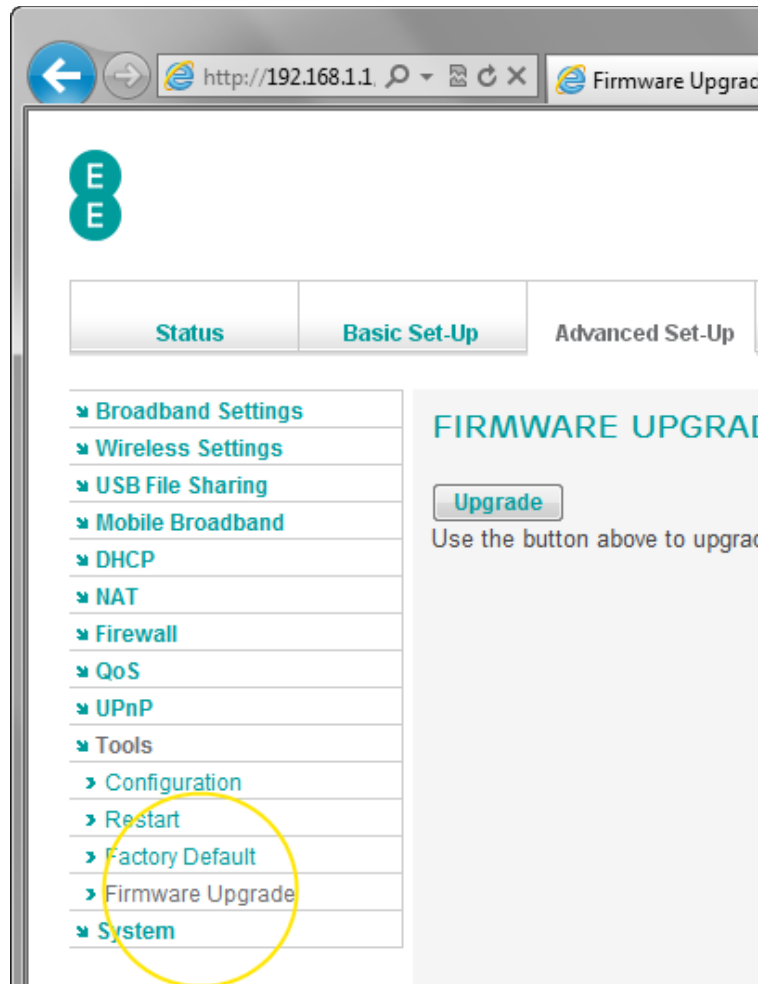 http://192.168.1.1, Firmware Upgrad
E
E
Status Basic Set-Up Advanced Set-Up
Broadband Settings
Wireless Settings
USB File Sharing
Mobile Broadband
DHCP
NAT
Firewall
QoS
UPnP
Tools
Configuration
Restart
Factory Default
Firmware Upgrade
System
FIRMWARE UPGRAD
Upgrade
Use the button above to upgrad